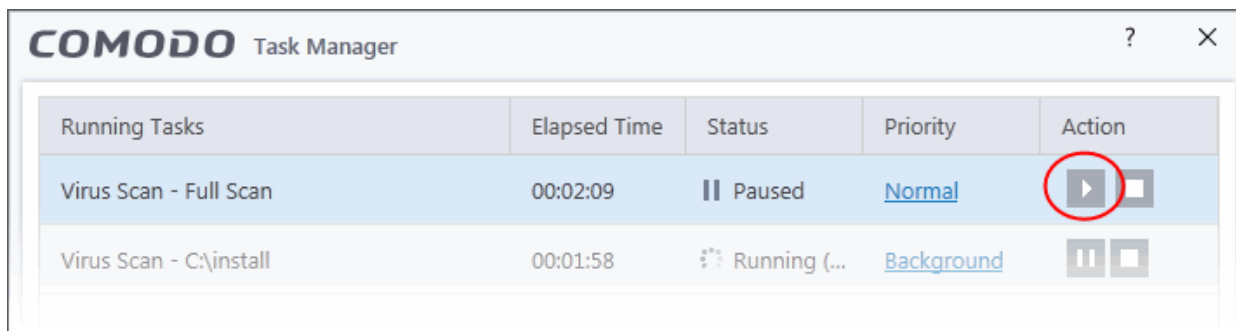 COMODO Task Manager ?
Running Tasks Elapsed Time Status Priority Action
Virus Scan - Full Scan 00:02:09 Paused Normal
Virus Scan - C:\install 00:01:58 Running (... Background